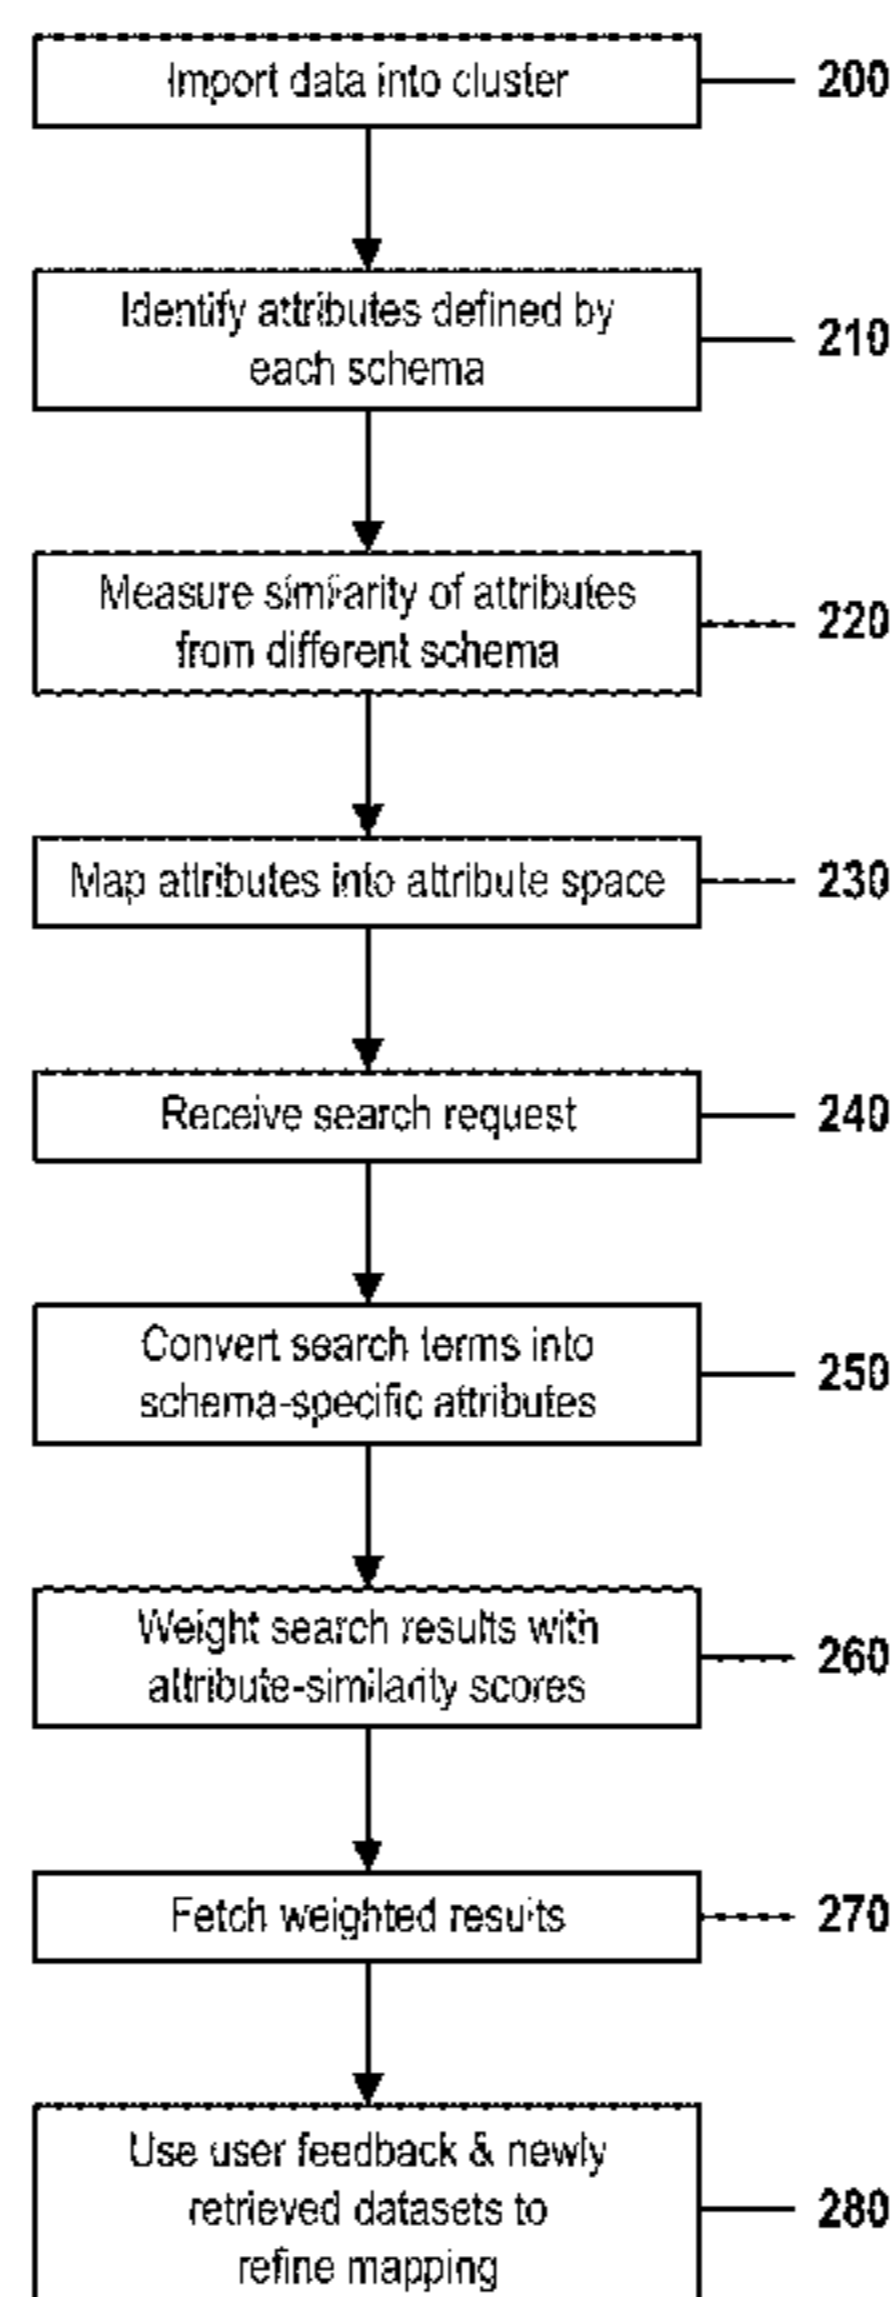 Import data into cluster
200
Identify attributes defined by
each schema
210
Measure similarity of attributes
from different schema
220
Map attributes into attribute space
230
Receive search request
240
Convert search terms into
schema-specific attributes
250
Weight search results with
attribute-similarity scores
260
Fetch weighted results
270
Use user feedback & newly
retrieved datasets to
refine mapping
280